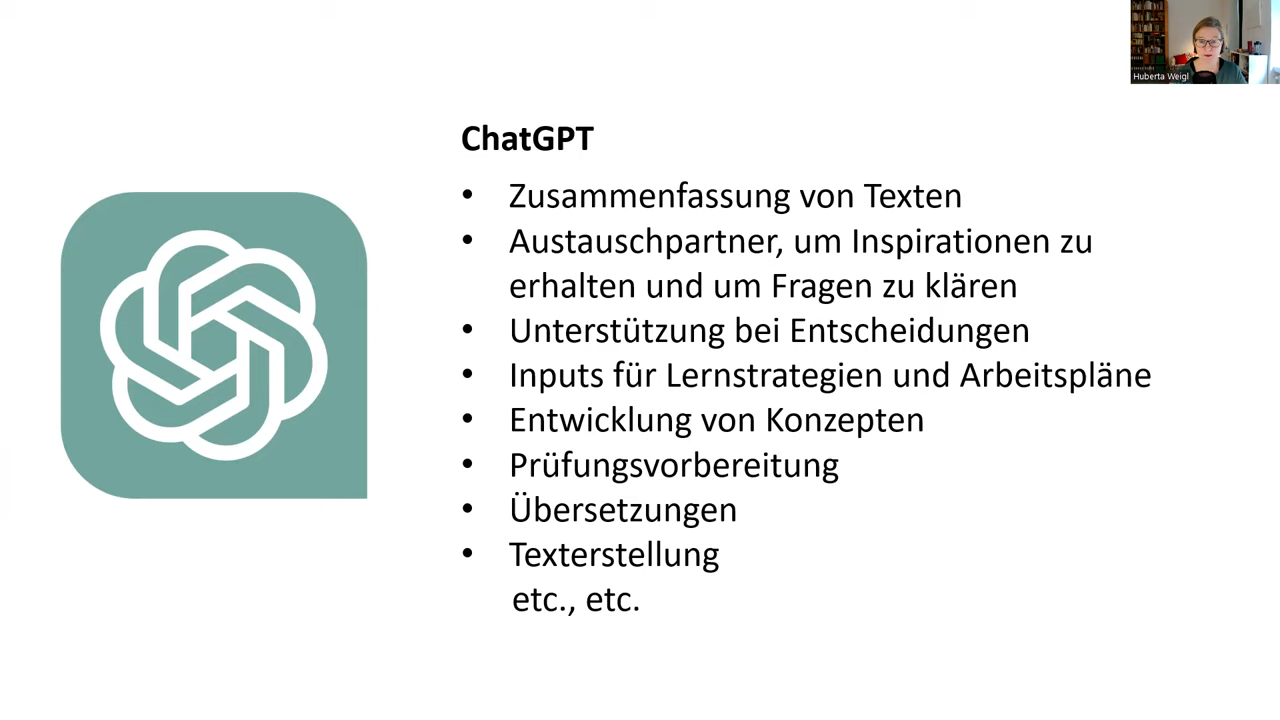 Huberta Weigl
ChatGPT
• Zusammenfassung von Texten
• Austauschpartner, um Inspirationen zu
erhalten und um Fragen zu klären
• Unterstützung bei Entscheidungen
• Inputs für Lernstrategien und Arbeitspläne
• Entwicklung von Konzepten
• Prüfungsvorbereitung
• Übersetzungen
• Texterstellung
etc., etc.